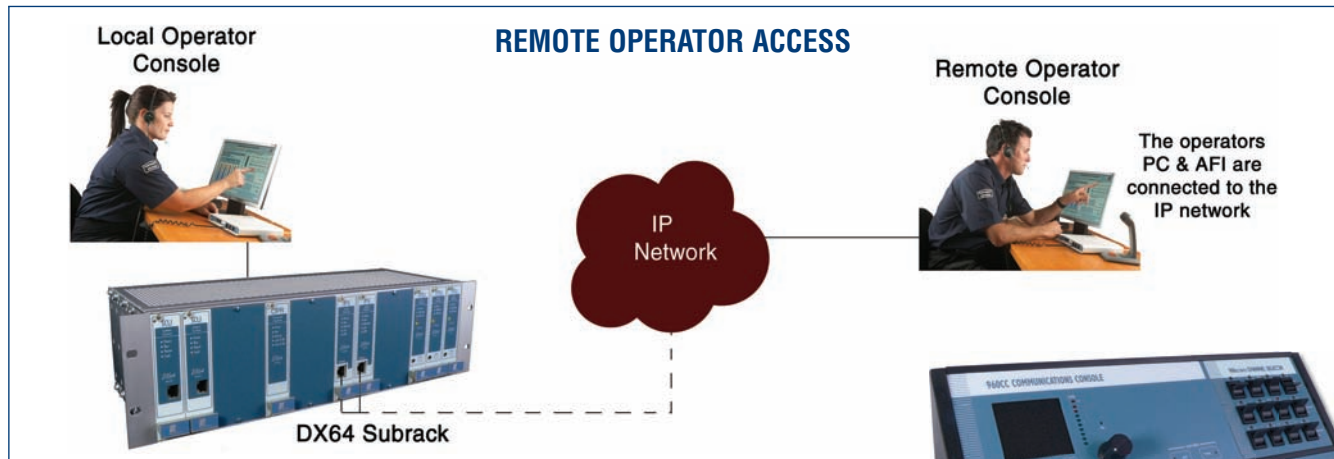 REMOTE OPERATOR ACCESS
Local Operator
Console
Remote Operator
Console
The operators
PC & AFI are
connected to the
IP network
IP
Network
DX64 Subrack
960CC COMMUNICATIONS CONSOLE